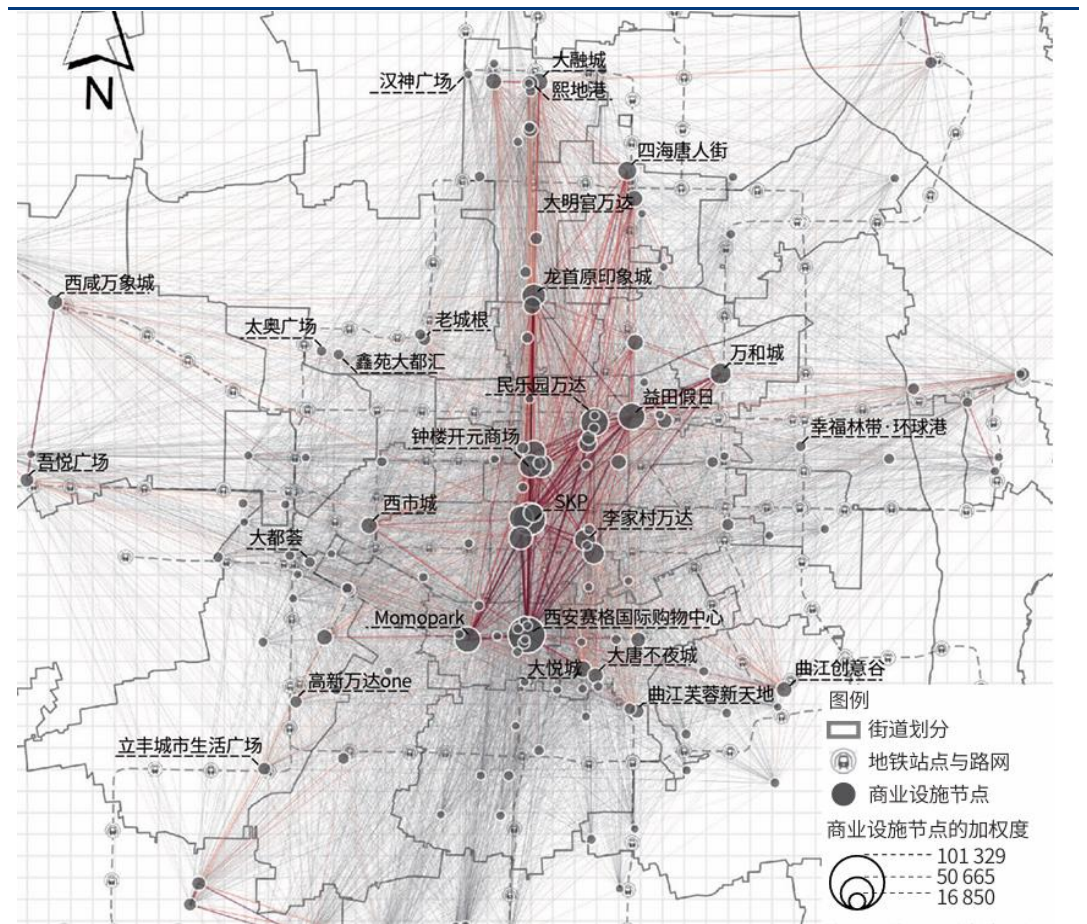 N
大融城
汉神广场
熙地港
四海唐人街
大明宫万达
西咸万象城
龙首原印象城
老城根
太奥广场
鑫苑大都汇
万和城
民乐园万达
益田假日
钟楼开元商场
幸福林带·环球港
吾悦广场
西市城
SKP
李家村万达
大都荟
Momopark
西安赛格国际购物中心
大悦城
大唐不夜城
曲江创意谷
高新万达one
曲江芙蓉新天地
立丰城市生活广场
图例
街道划分
地铁站点与路网
商业设施节点
商业设施节点的加权度
101 329
50 665
16 850